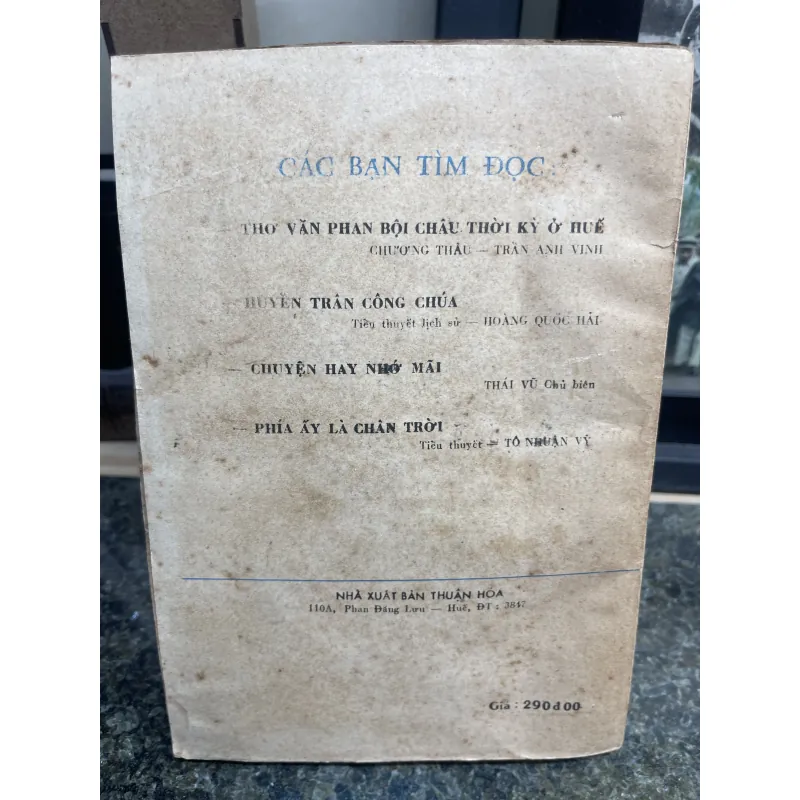 CÁC BẠN TÌM ĐỌC:
— THƠ VĂN PHAN BỘI CHÂU THỜI KỲ Ở HUẾ
CHƯƠNG THÂU — TRẦN ANH VINH
— HUYỀN TRÂN CÔNG CHÚA
Tiểu thuyết lịch sử — HOÀNG QUỐC HẢI
— CHUYỆN HAY NHỚ MÃI
THÁI VŨ Chủ biên
— PHÍA ẤY LÀ CHÂN TRỜI —
Tiểu thuyết — TÔ NHUẬN VỸ
NHÀ XUẤT BẢN THUẬN HÓA
110A, Phan Đăng Lưu — Huế, ĐT : 3847
Giá : 290đ00